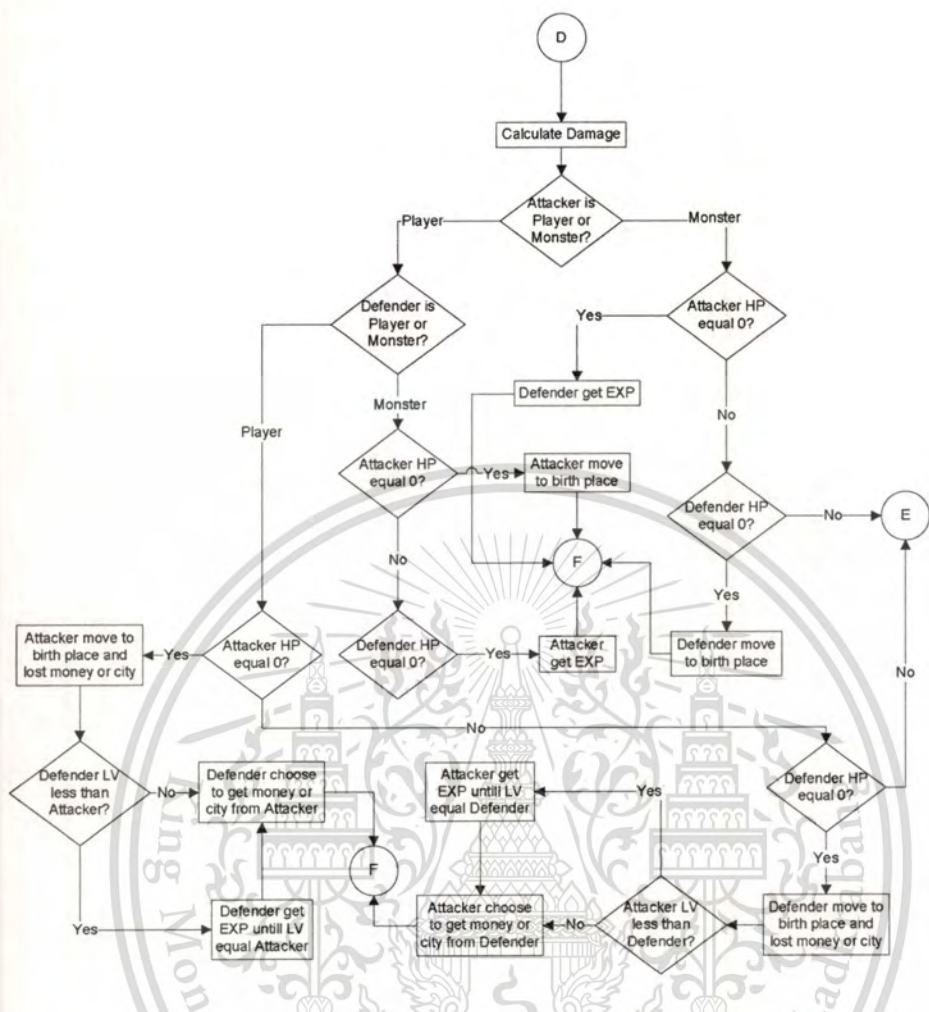 D
Calculate Damage
Attacker is
Player or
Monster?
Player
Monster
Defender is
Player or
Monster?
Attacker HP
equal 0?
Yes
Defender get EXP
Monster
No
Player
Attacker HP
equal 0?
Yes
Attacker move
to birth place
Defender HP
equal 0?
No
E
No
F
Yes
Attacker move to
birth place and
lost money or city
Yes
Attacker HP
equal 0?
Defender HP
equal 0?
Yes
Attacker
get EXP
Defender move
to birth place
No
No
Defender LV
less than
Attacker?
No
Defender choose
to get money or
city from Attacker
Attacker get
EXP untill LV
equal Defender
Yes
Defender HP
equal 0?
F
Yes
Yes
Defender get
EXP untill LV
equal Attacker
Attacker choose
to get money or
city from Defender
No
Attacker LV
less than
Defender?
Defender move to
birth place and
lost money or city
King Mon
adkrabang